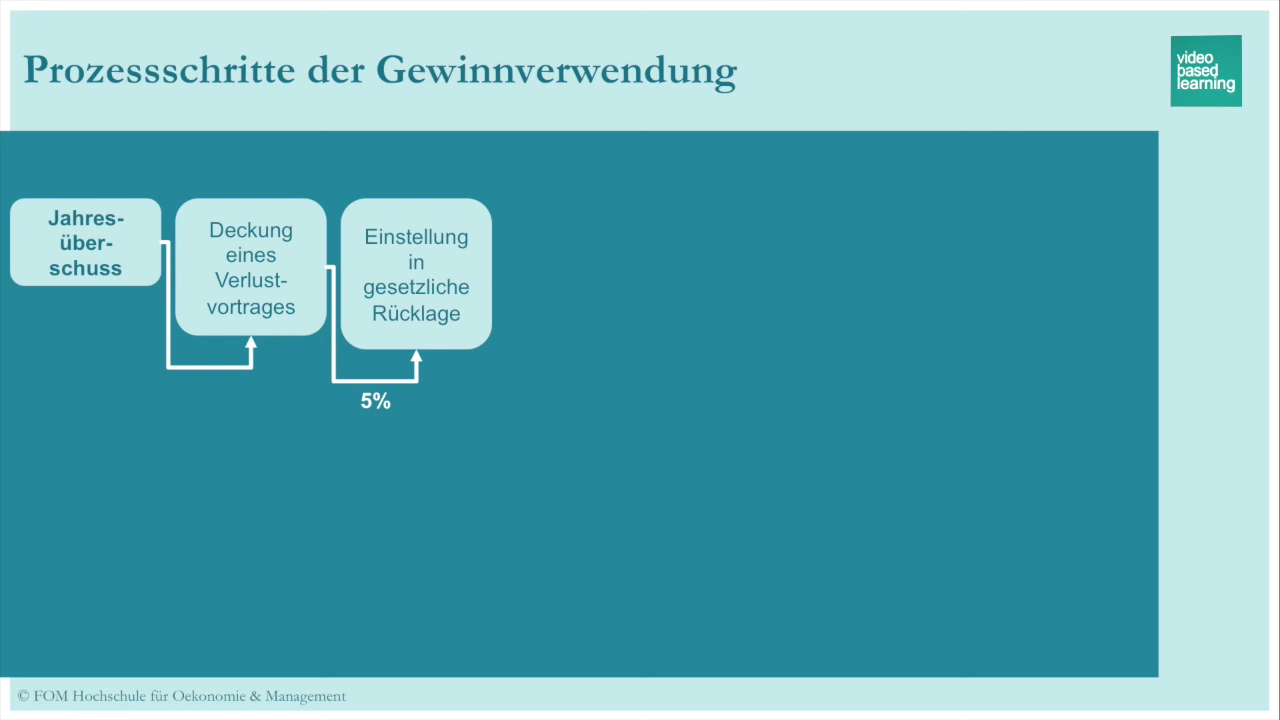 Prozessschritte der Gewinnverwendung
video
based
learning
Jahres-
über-
schuss
Deckung
eines
Verlust-
vortrages
Einstellung
in
gesetzliche
Rücklage
5%
© FOM Hochschule für Oekonomie & Management